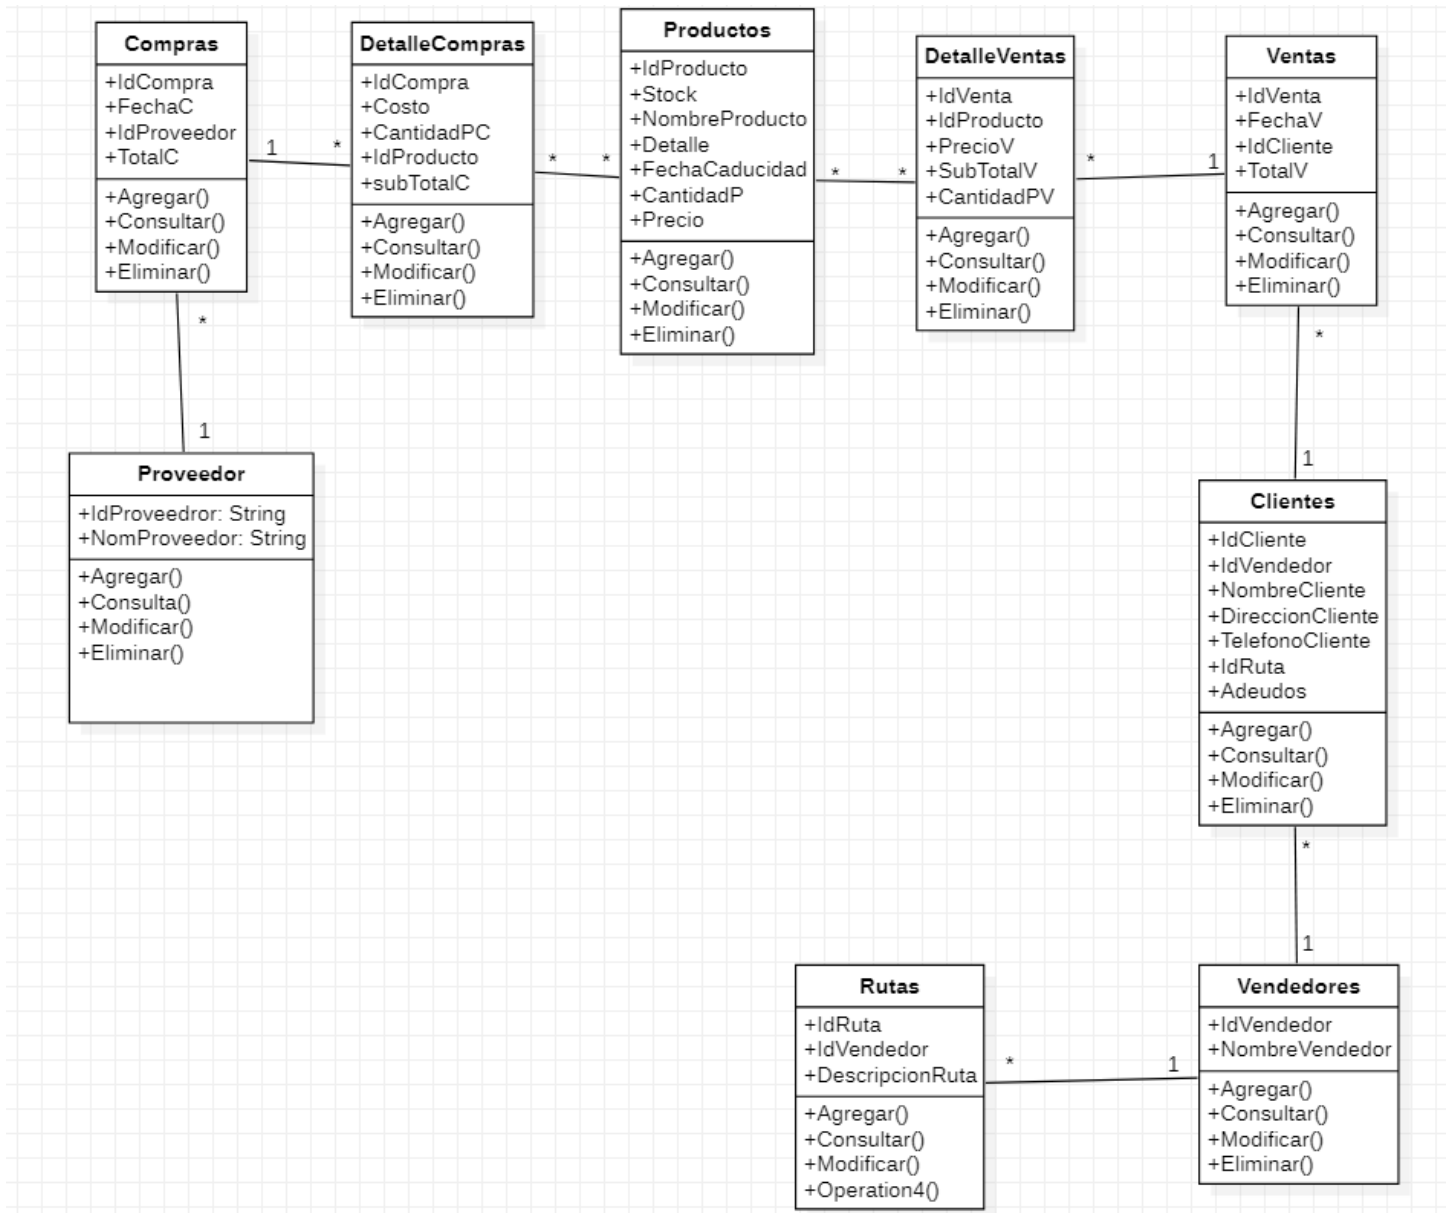 Compras
+IdCompra
+FechaC
+IdProveedor
+TotalC
+Agregar()
+Consultar()
+Modificar()
+Eliminar()
1
*
DetalleCompras
+IdCompra
+Costo
+CantidadPC
+IdProducto
+subTotalC
+Agregar()
+Consultar()
+Modificar()
+Eliminar()
*
*
Productos
+IdProducto
+Stock
+NombreProducto
+Detalle
+FechaCaducidad
+CantidadP
+Precio
+Agregar()
+Consultar()
+Modificar()
+Eliminar()
*
*
DetalleVentas
+IdVenta
+IdProducto
+PrecioV
+SubTotalV
+CantidadPV
+Agregar()
+Consultar()
+Modificar()
+Eliminar()
*
1
Ventas
+IdVenta
+FechaV
+IdCliente
+TotalV
+Agregar()
+Consultar()
+Modificar()
+Eliminar()
*
1
Proveedor
+IdProveedror: String
+NomProveedor: String
+Agregar()
+Consulta()
+Modificar()
+Eliminar()
*
1
Clientes
+IdCliente
+IdVendedor
+NombreCliente
+DireccionCliente
+TelefonoCliente
+IdRuta
+Adeudos
+Agregar()
+Consultar()
+Modificar()
+Eliminar()
*
1
Rutas
+IdRuta
+IdVendedor
+DescripcionRuta
+Agregar()
+Consultar()
+Modificar()
+Operation4()
*
1
Vendedores
+IdVendedor
+NombreVendedor
+Agregar()
+Consultar()
+Modificar()
+Eliminar()